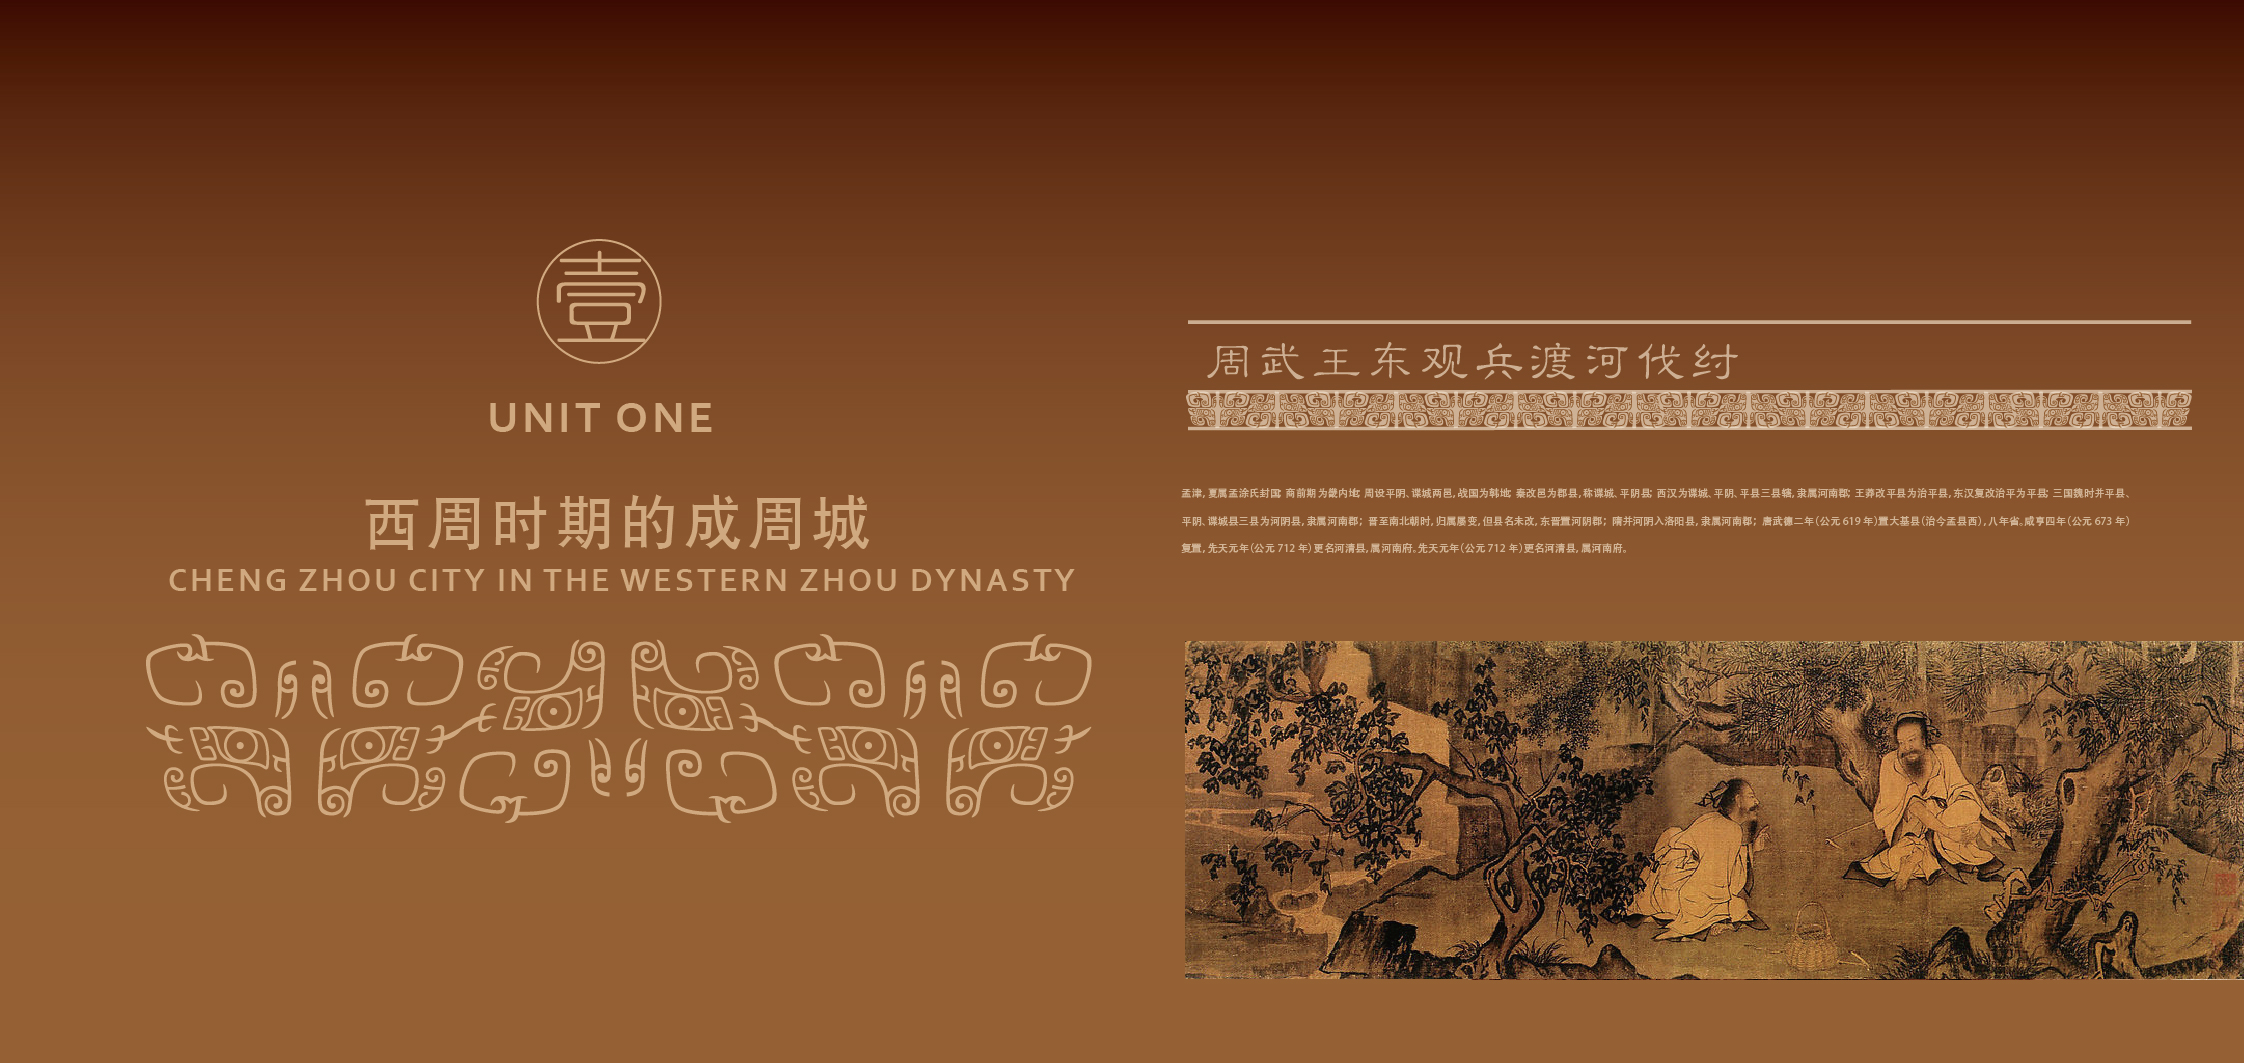 壹
UNIT ONE
西周时期的成周城
CHENG ZHOU CITY IN THE WESTERN ZHOU DYNASTY
周武王东观兵渡河伐纣
孟津，夏属孟涂氏封国；商前期为畿内地；周设平阴、谍城两邑，战国为韩地；秦改邑为郡县，称谍城、平阴县；西汉为谍城、平阴、平县三县辖，隶属河南郡；王莽改平县为治平县，东汉复改治平为平县；三国魏时并平县、
平阴、谍城县三县为河阴县，隶属河南郡；晋至南北朝时，归属屡变，但县名未改，东晋置河阴郡；隋并河阴入洛阳县，隶属河南郡；唐武德二年（公元 619 年）置大基县（治今孟县西），八年省。咸亨四年（公元 673 年）
复置，先天元年（公元 712 年）更名河清县，属河南府。先天元年（公元 712 年）更名河清县，属河南府。